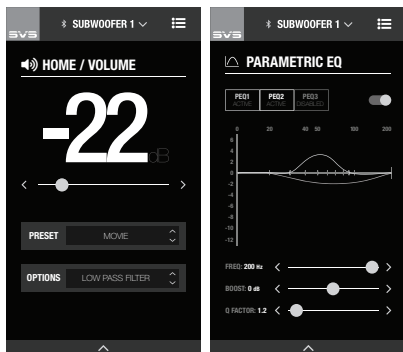 SVS
SUBWOOFER 1
HOME / VOLUME
-22
dB
PRESET MOVIE
OPTIONS LOW PASS FILTER
SVS
SUBWOOFER 1
PARAMETRIC EQ
PEQ1 PEQ2 PEQ3
ACTIVE ACTIVE DISABLED
0 20 40 50 100 200
6
4
2
0
-2
-4
-6
-8
-10
-12
FREQ: 200 Hz
BOOST: 0 dB
Q FACTOR: 1.2